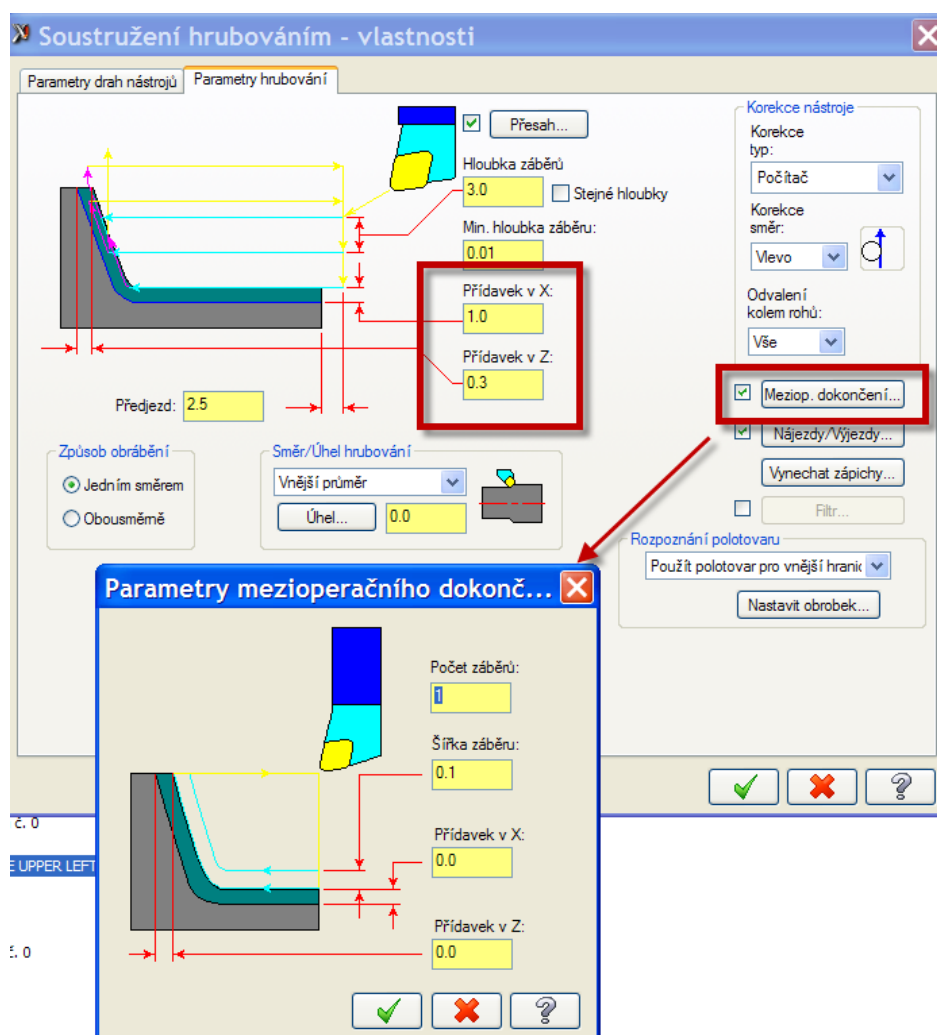 Soustružení hrubováním - vlastnosti
Parametry drah nástrojů
Parametry hrubování
Přesah...
Hloubka záběrů
3.0
Stejné hloubky
Min. hloubka záběru:
0.01
Přídavek v X:
1.0
Přídavek v Z:
0.3
Předjezd:
2.5
Korekce nástroje
Korekce
typ:
Počítač
Korekce
směr:
Vlevo
Odvalení
kolem rohů:
Vše
Meziop. dokončení...
Nájezdy/Výjezdy...
Vynechat zápichy...
Filtr...
Způsob obrábění
Jedním směrem
Obousměrně
Směr/Úhel hrubování
Vnější průměr
Úhel...
0.0
Rozpoznání polotovaru
Použít polotovar pro vnější hranic
Nastavit obrobek...
Parametry mezioperačního dokonč...
Počet záběrů:
1
Šířka záběru:
0.1
Přídavek v X:
0.0
Přídavek v Z:
0.0
č. 0
E UPPER LEFT
č. 0